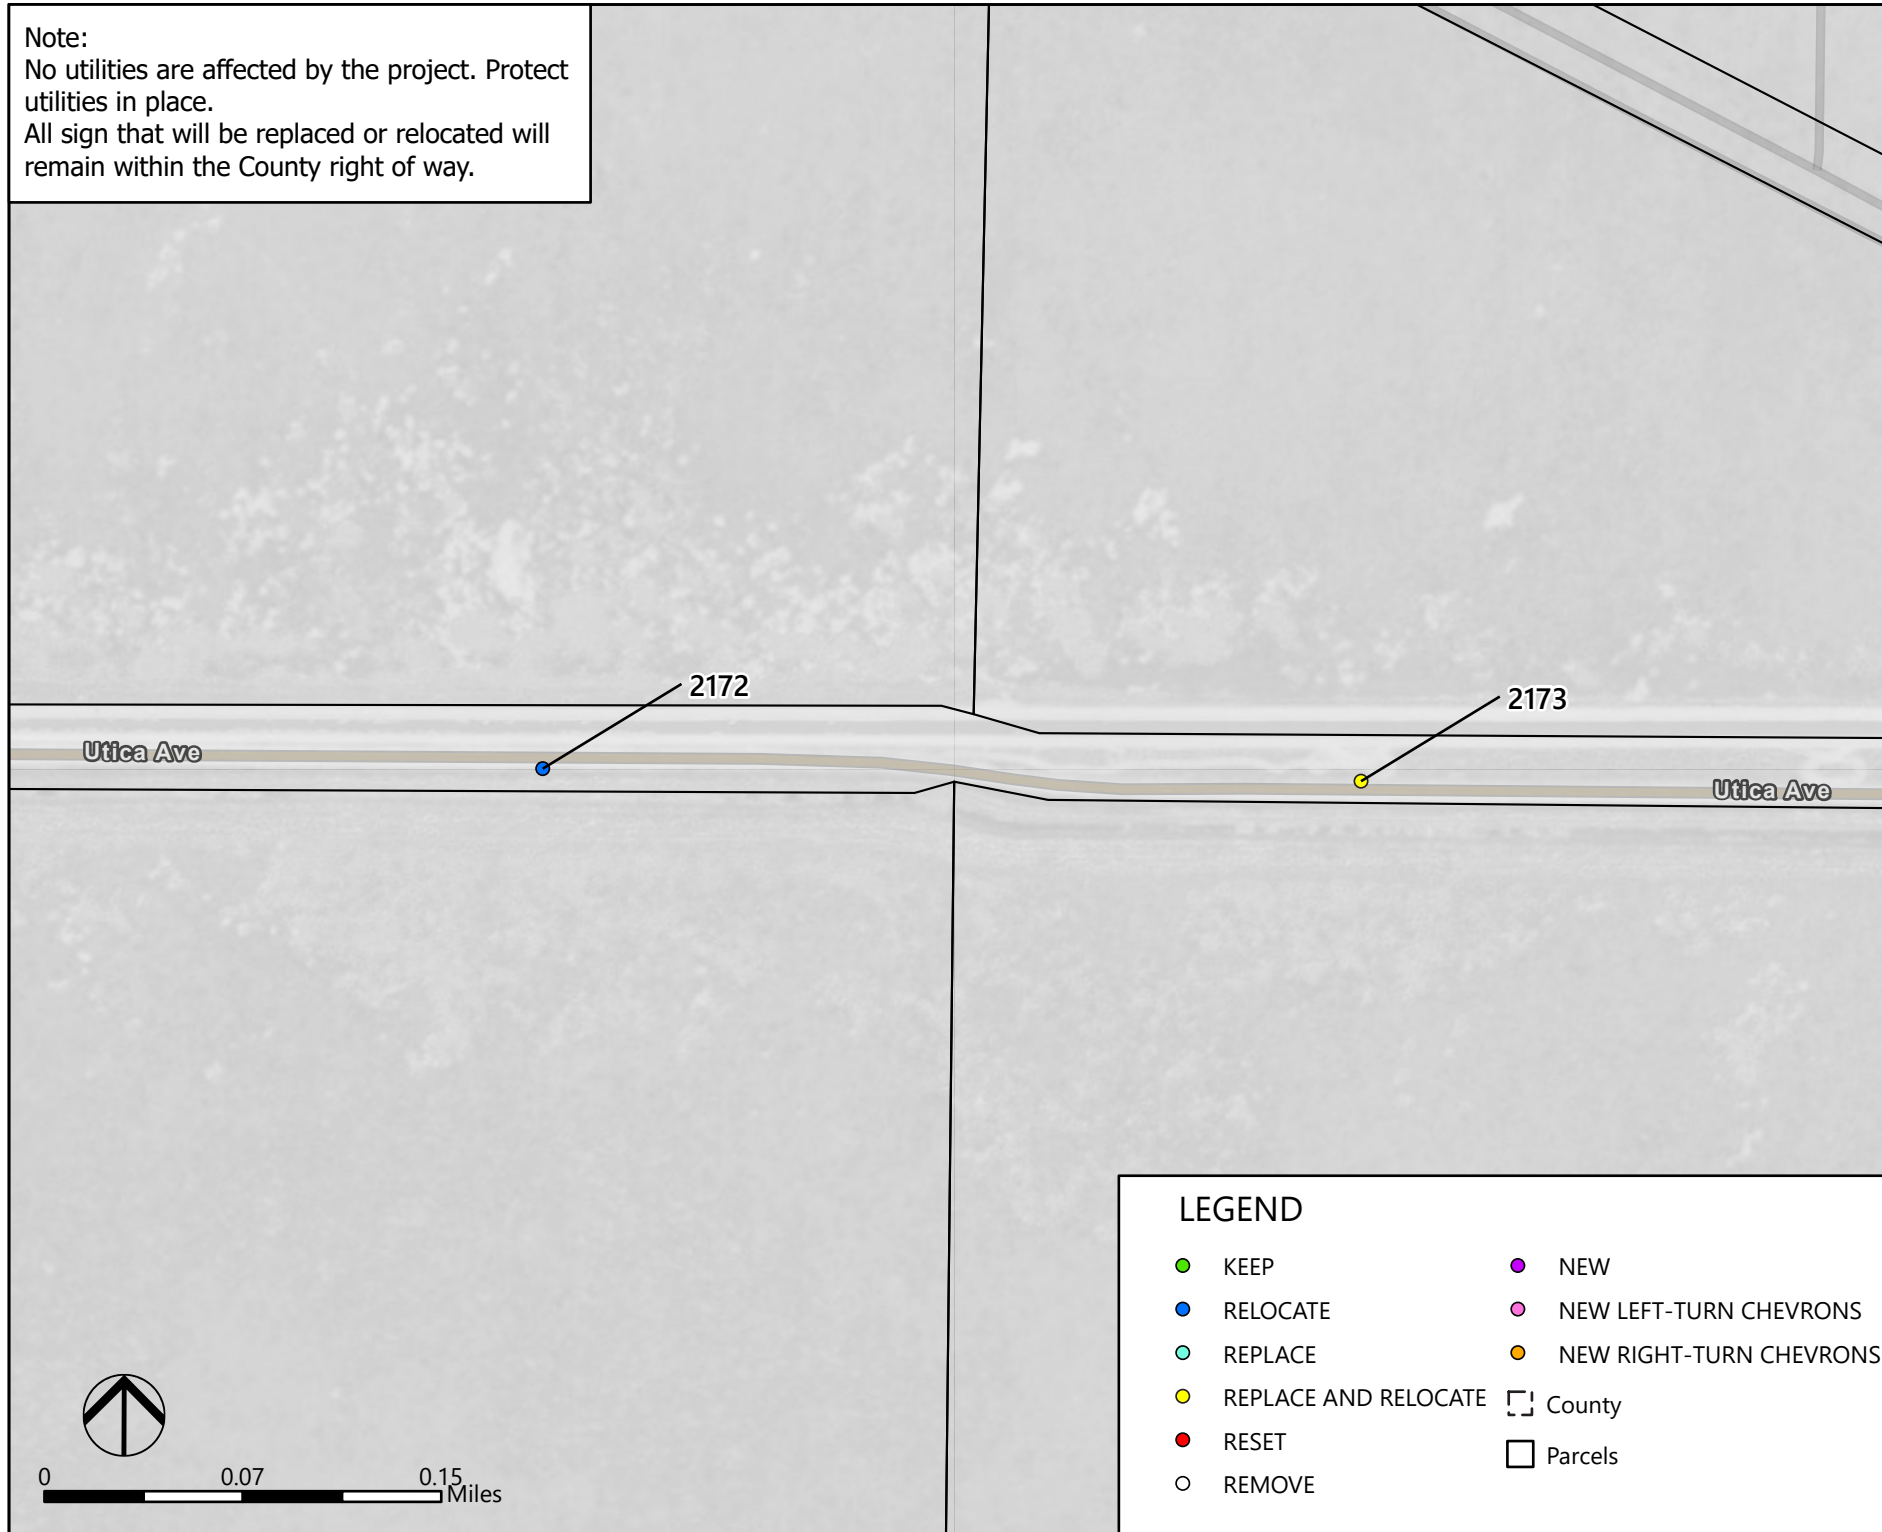 Note:
No utilities are affected by the project. Protect
utilities in place.
All sign that will be replaced or relocated will
remain within the County right of way.
2172
2173
Utica Ave
Utica Ave
LEGEND
KEEP
RELOCATE
REPLACE
REPLACE AND RELOCATE
RESET
REMOVE
NEW
NEW LEFT-TURN CHEVRONS
NEW RIGHT-TURN CHEVRONS
County
Parcels
0 0.07 0.15
Miles